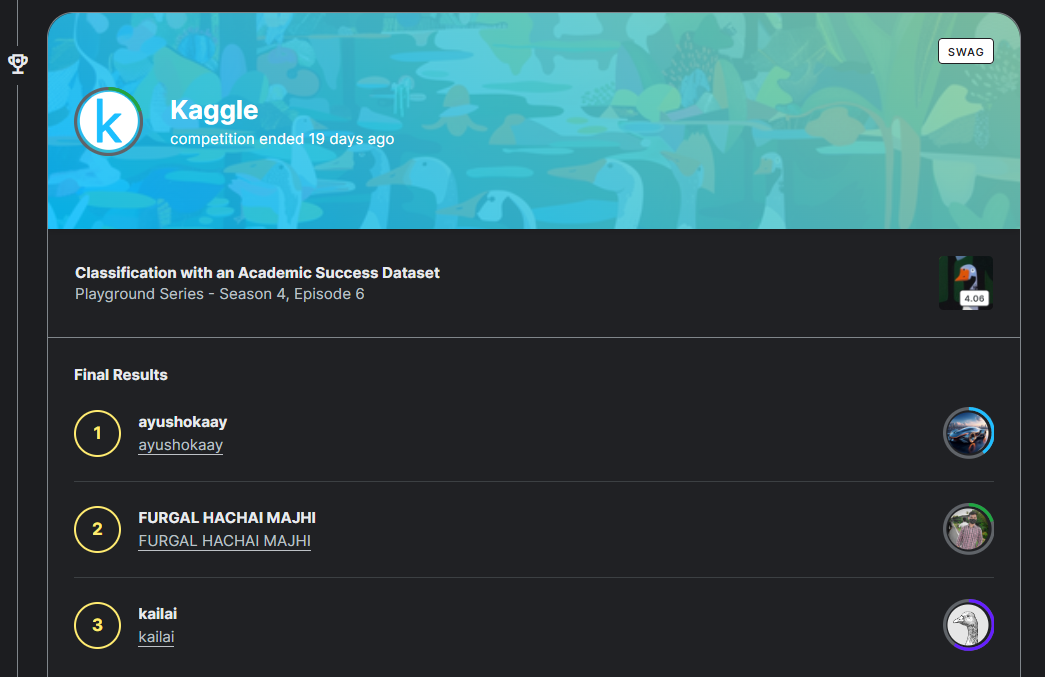 SWAG
k
Kaggle
competition ended 19 days ago
Classification with an Academic Success Dataset
Playground Series - Season 4, Episode 6
4.06
Final Results
1
ayushokaay
ayushokaay
2
FURGAL HACHAI MAJHI
FURGAL HACHAI MAJHI
3
kailai
kailai